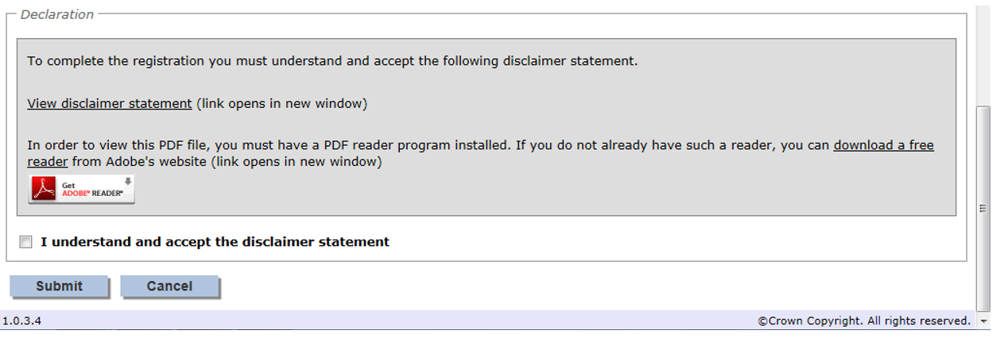 Declaration
To complete the registration you must understand and accept the following disclaimer statement.
View disclaimer statement (link opens in new window)
In order to view this PDF file, you must have a PDF reader program installed. If you do not already have such a reader, you can download a free
reader from Adobe's website (link opens in new window)
Get
ADOBE® READER®
I understand and accept the disclaimer statement
Submit Cancel
1.0.3.4 ©Crown Copyright. All rights reserved.